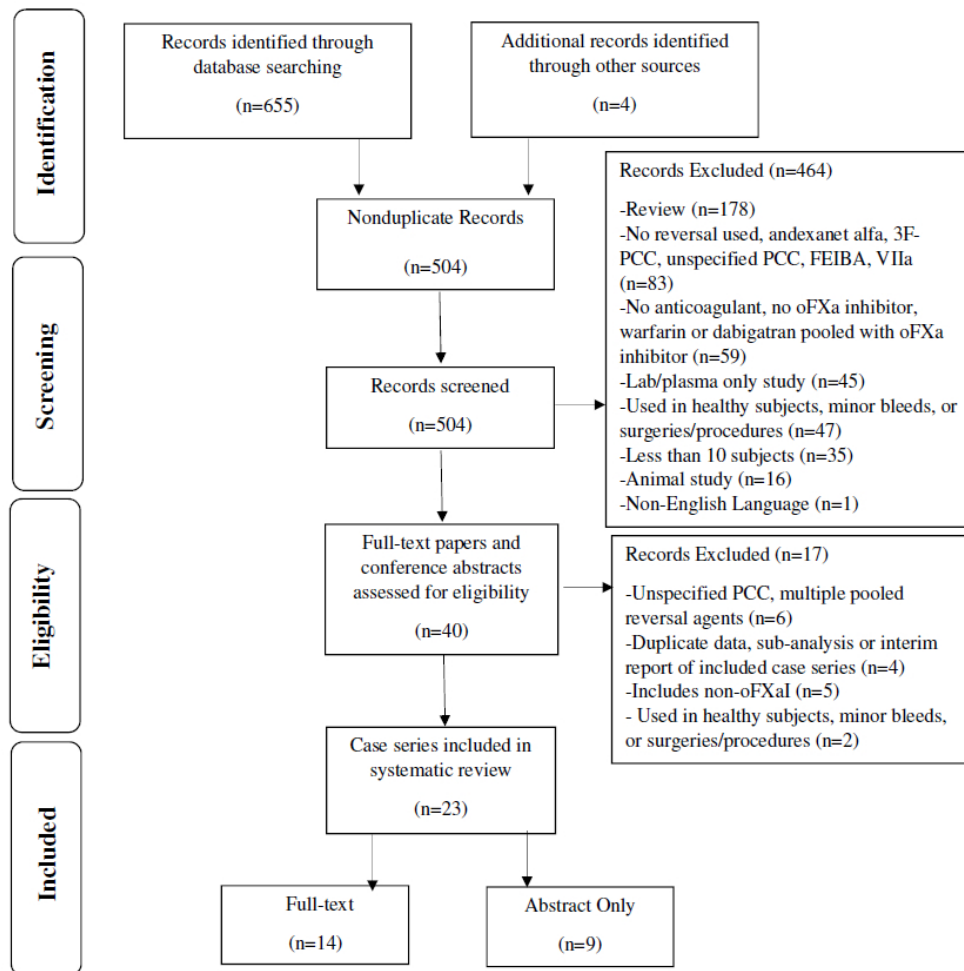 Identification
Records identified through
database searching
(n=655)
Additional records identified
through other sources
(n=4)
Nonduplicate Records
(n=504)
Screening
Records screened
(n=504)
Records Excluded (n=464)
-Review (n=178)
-No reversal used, andexanet alfa, 3F-
PCC, unspecified PCC, FEIBA, VIIa
(n=83)
-No anticoagulant, no oFXa inhibitor,
warfarin or dabigatran pooled with oFXa
inhibitor (n=59)
-Lab/plasma only study (n=45)
-Used in healthy subjects, minor bleeds, or
surgeries/procedures (n=47)
-Less than 10 subjects (n=35)
-Animal study (n=16)
-Non-English Language (n=1)
Eligibility
Full-text papers and
conference abstracts
assessed for eligibility
(n=40)
Records Excluded (n=17)
-Unspecified PCC, multiple pooled
reversal agents (n=6)
-Duplicate data, sub-analysis or interim
report of included case series (n=4)
-Includes non-oFXaI (n=5)
- Used in healthy subjects, minor bleeds,
or surgeries/procedures (n=2)
Included
Case series included in
systematic review
(n=23)
Full-text
(n=14)
Abstract Only
(n=9)